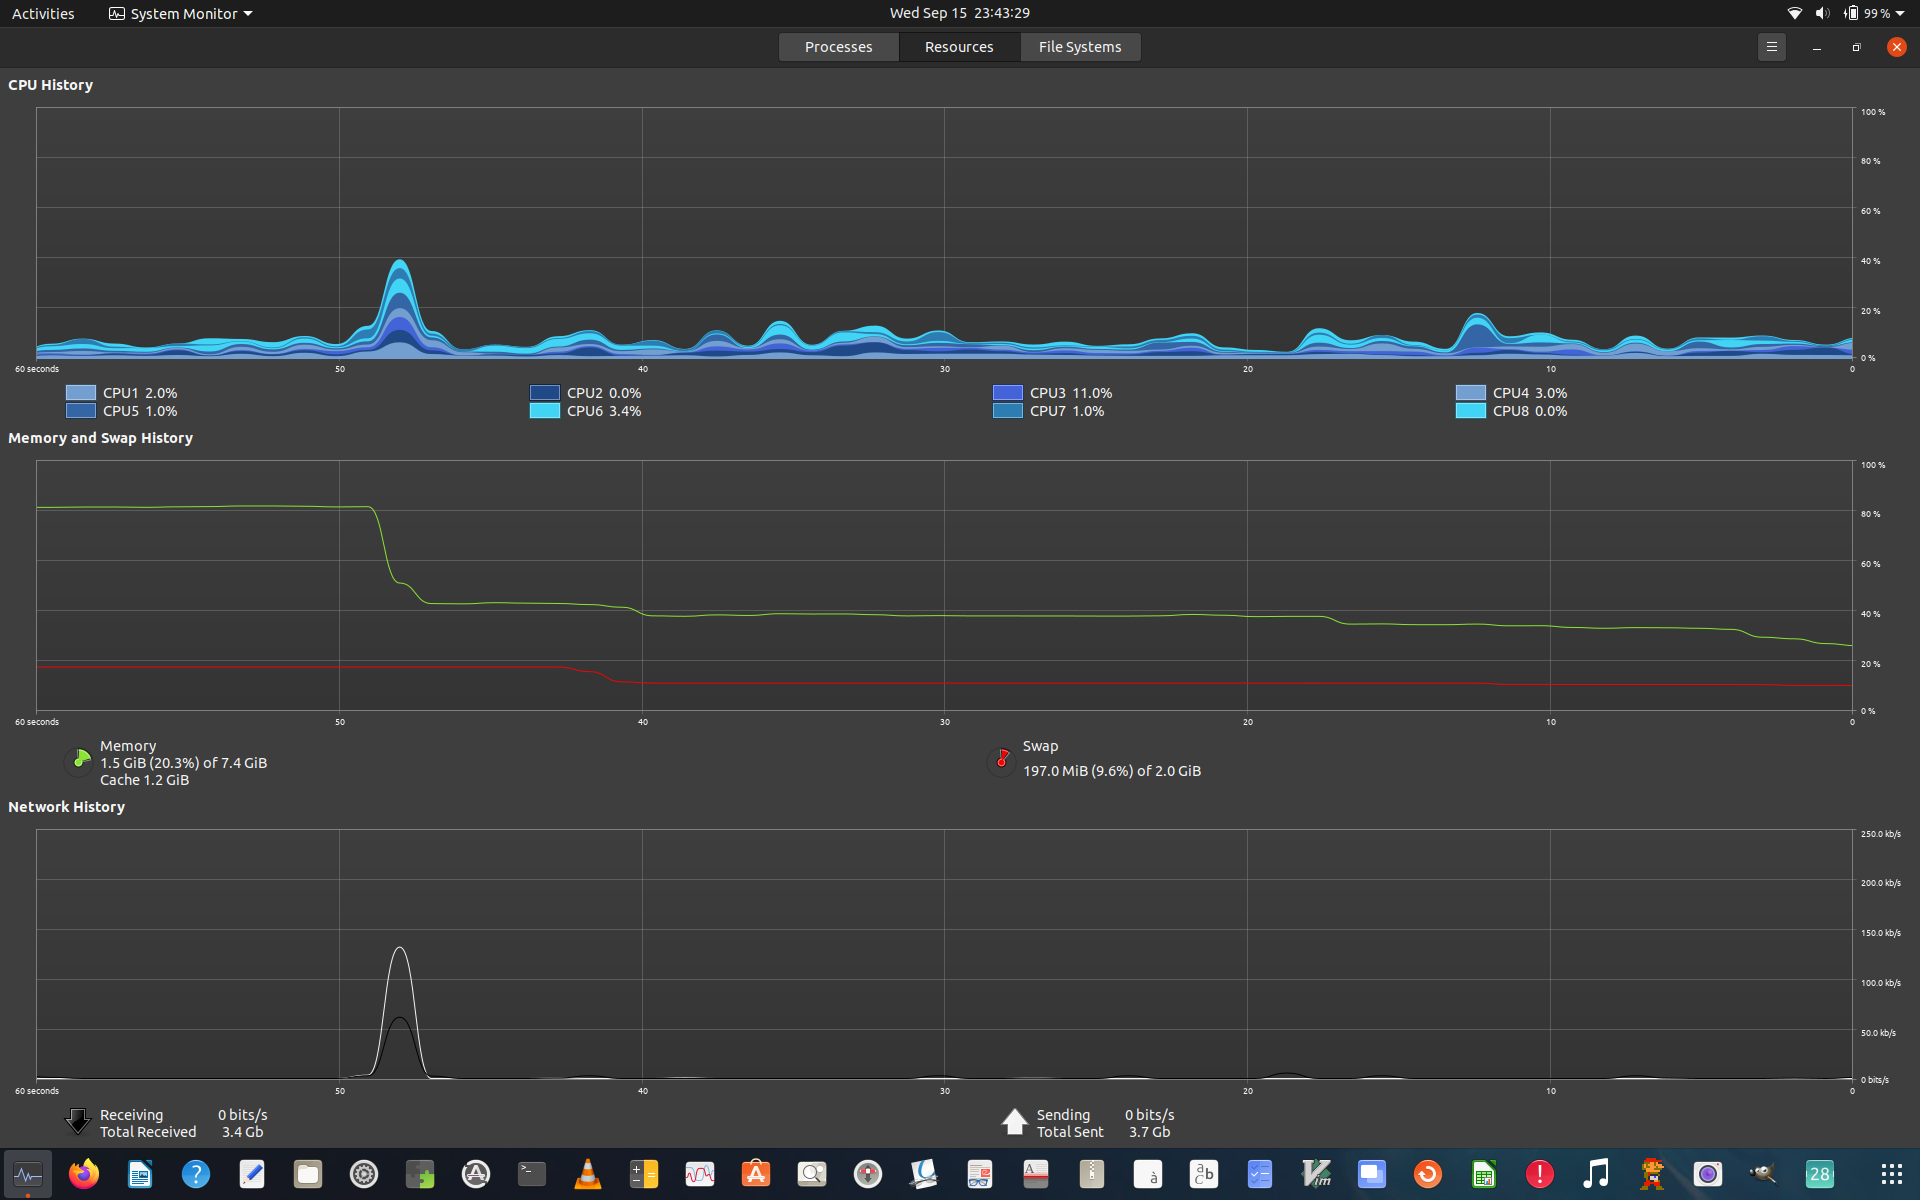 Activities System Monitor Wed Sep 15 23:43:29 99 %
Processes Resources File Systems
CPU History
100 %
80 %
60 %
40 %
20 %
0 %
60 seconds 50 40 30 20 10 0
CPU1 2.0% CPU2 0.0% CPU3 11.0% CPU4 3.0%
CPU5 1.0% CPU6 3.4% CPU7 1.0% CPU8 0.0%
Memory and Swap History
100 %
80 %
60 %
40 %
20 %
0 %
60 seconds 50 40 30 20 10 0
Memory
1.5 GiB (20.3%) of 7.4 GiB
Cache 1.2 GiB
Swap
197.0 MiB (9.6%) of 2.0 GiB
Network History
250.0 kb/s
200.0 kb/s
150.0 kb/s
100.0 kb/s
50.0 kb/s
0 bits/s
60 seconds 50 40 30 20 10 0
Receiving 0 bits/s
Total Received 3.4 Gb
Sending 0 bits/s
Total Sent 3.7 Gb
? >_ A à ab c Vim ! 28